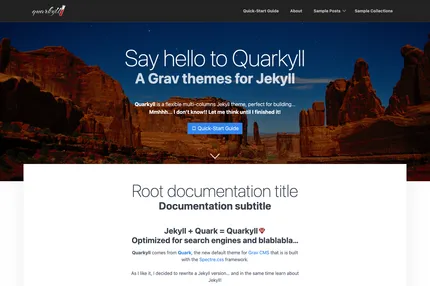 quarkyll
Quick-Start Guide About Sample Posts Sample Collections
Say hello to Quarkyll
A Grav themes for Jekyll
Quarkyll is a flexible multi-columns Jekyll theme, perfect for building...
Mmhhh... I don't know!! Let me think until I finished it!
Quick-Start Guide
Root documentation title
Documentation subtitle
Jekyll + Quark = Quarkyll
Optimized for search engines and blablabla...
Quarkyll comes from Quark, the new default theme for Grav CMS that is is built
with the Spectre.css framework.
As I like it, I decided to rewrite a Jekyll version... and in the same time learn about
Jekyll!